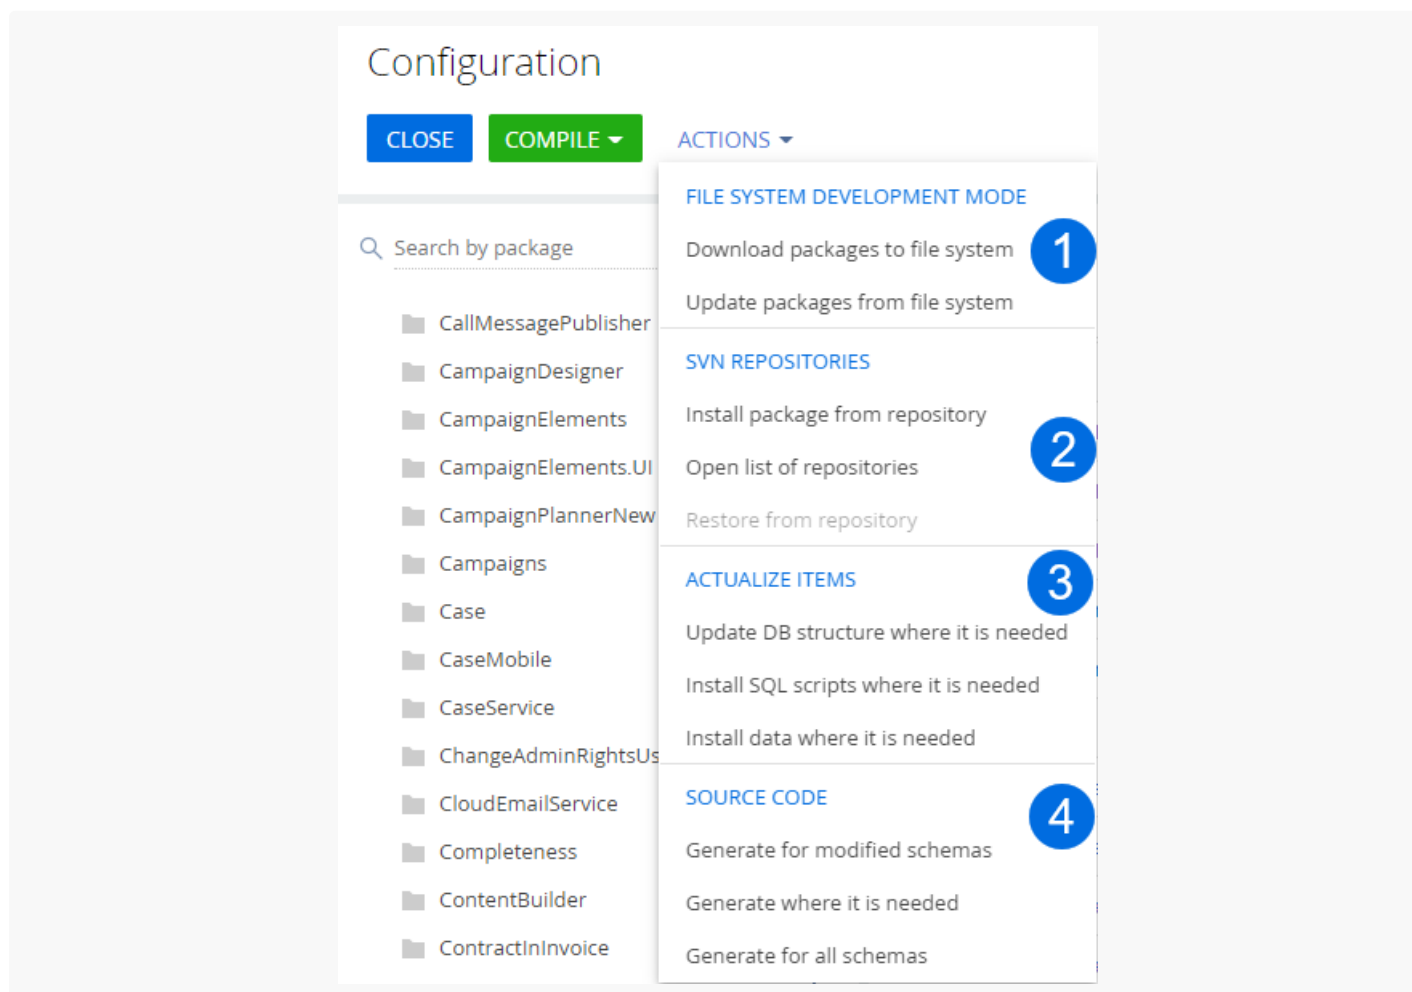 Configuration
CLOSE
COMPILE
ACTIONS
Search by package
CallMessagePublisher
CampaignDesigner
CampaignElements
CampaignElements.UI
CampaignPlannerNew
Campaigns
Case
CaseMobile
CaseService
ChangeAdminRightsUs
CloudEmailService
Completeness
ContentBuilder
ContractInInvoice
FILE SYSTEM DEVELOPMENT MODE
1
Download packages to file system
Update packages from file system
SVN REPOSITORIES
Install package from repository
2
Open list of repositories
Restore from repository
ACTUALIZE ITEMS
3
Update DB structure where it is needed
Install SQL scripts where it is needed
Install data where it is needed
SOURCE CODE
4
Generate for modified schemas
Generate where it is needed
Generate for all schemas